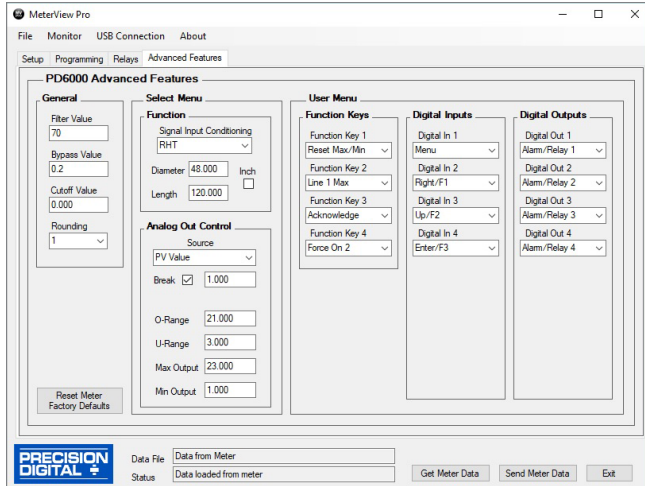 MeterView Pro
File Monitor USB Connection About
Setup Programming Relays Advanced Features
PD6000 Advanced Features
General
Filter Value
70
Bypass Value
0.2
Cutoff Value
0.000
Rounding
1
Reset Meter
Factory Defaults
Select Menu
Function
Signal Input Conditioning
RHT
Diameter 48.000 Inch
Length 120.000
Analog Out Control
Source
PV Value
Break 1.000
O-Range 21.000
U-Range 3.000
Max Output 23.000
Min Output 1.000
User Menu
Function Keys
Function Key 1
Reset Max/Min
Function Key 2
Line 1 Max
Function Key 3
Acknowledge
Function Key 4
Force On 2
Digital Inputs
Digital In 1
Menu
Digital In 2
Right/F1
Digital In 3
Up/F2
Digital In 4
Enter/F3
Digital Outputs
Digital Out 1
Alarm/Relay 1
Digital Out 2
Alarm/Relay 2
Digital Out 3
Alarm/Relay 3
Digital Out 4
Alarm/Relay 4
PRECISION
DIGITAL
Data File Data from Meter
Status Data loaded from meter
Get Meter Data Send Meter Data Exit